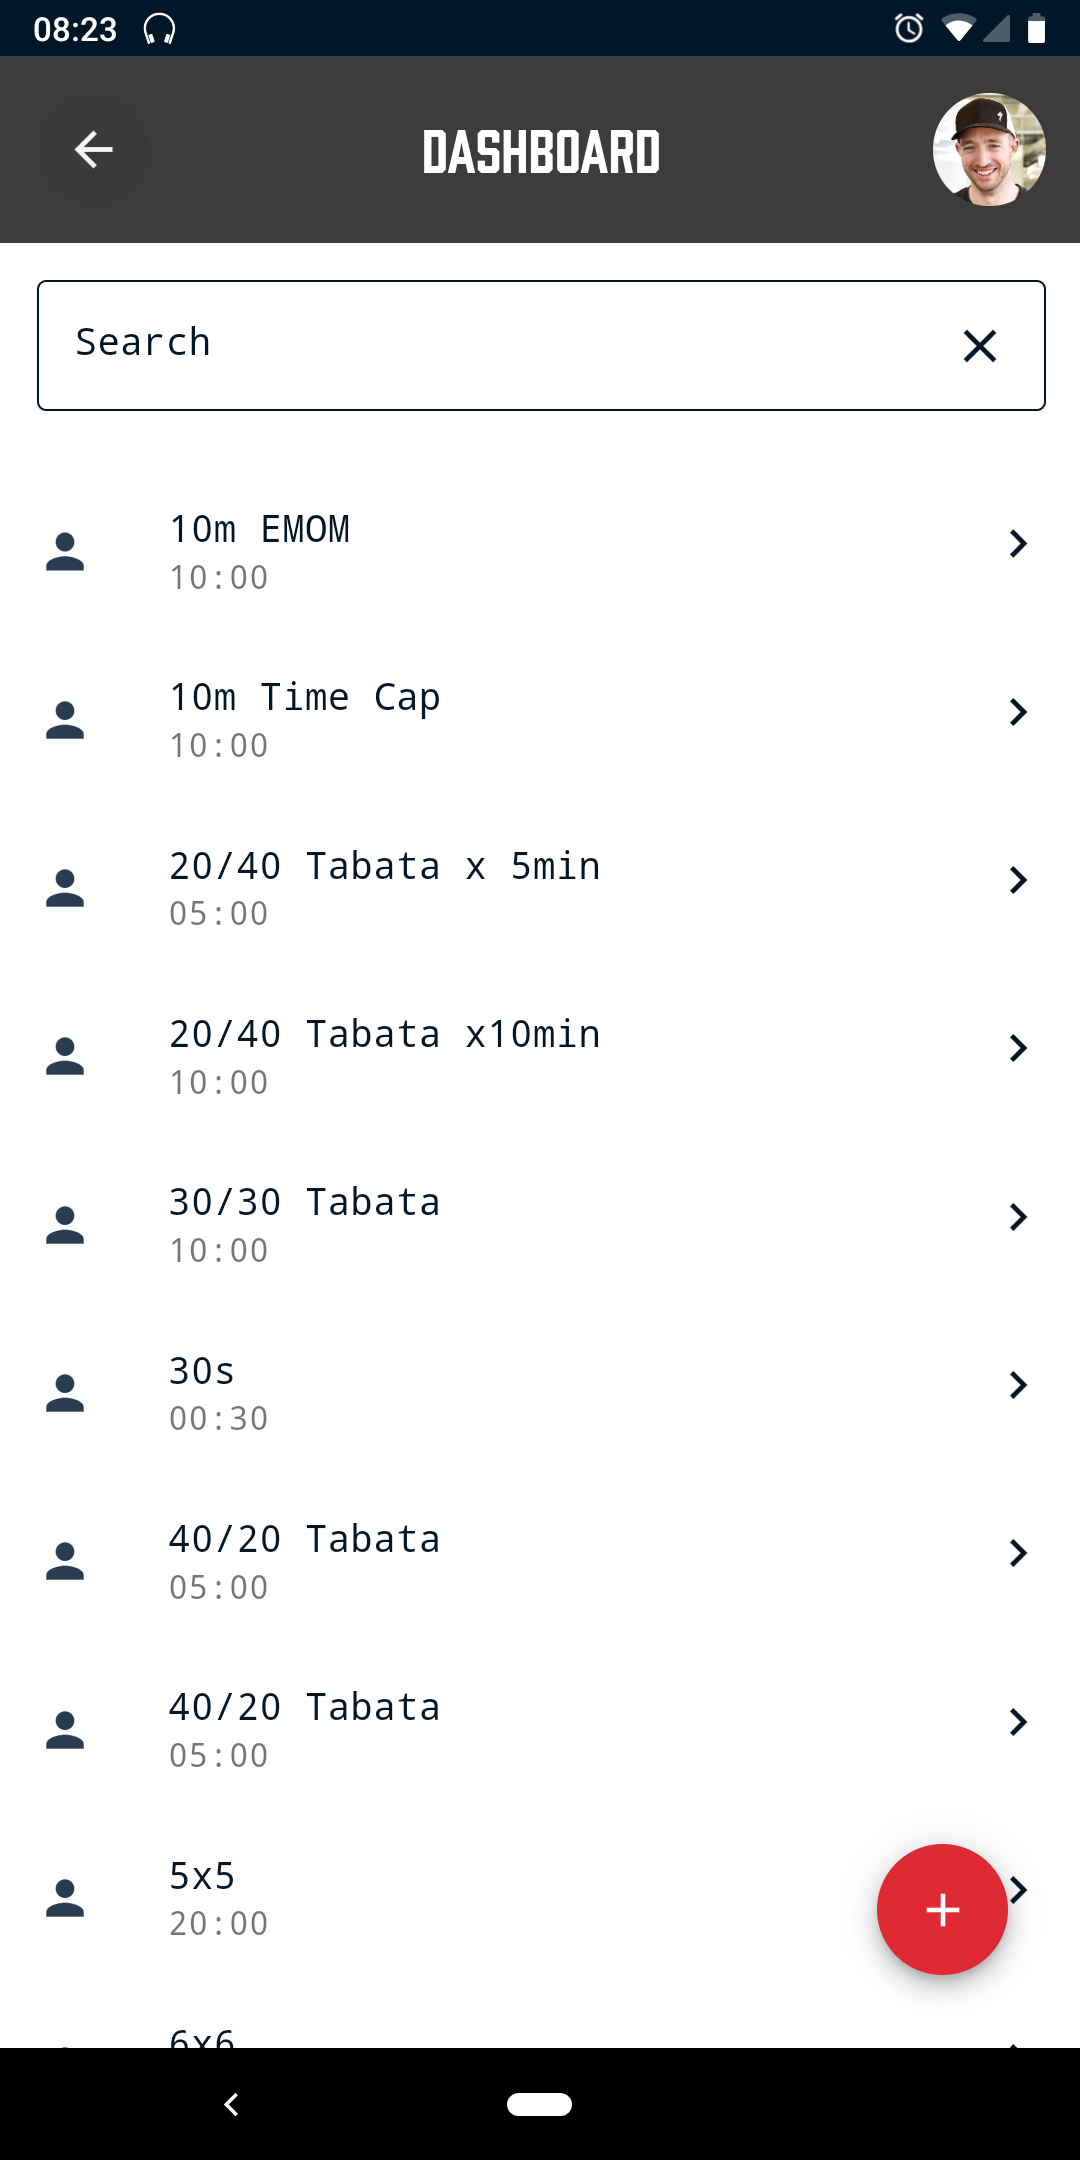 08:23
DASHBOARD
Search
10m EMOM
10:00
10m Time Cap
10:00
20/40 Tabata x 5min
05:00
20/40 Tabata x10min
10:00
30/30 Tabata
10:00
30s
00:30
40/20 Tabata
05:00
40/20 Tabata
05:00
5x5
20:00
6x6